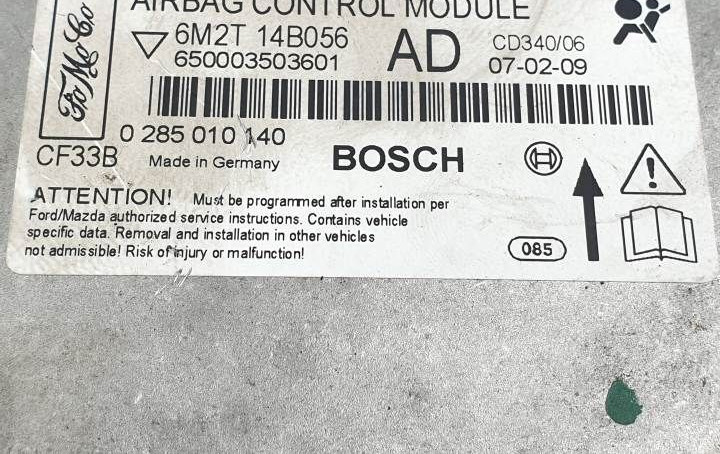 AIRBAG CONTROL MODULE
FoMoCo
6M2T 14B056 AD CD340/06
650003503601 07-02-09
0 285 010 140
CF33B Made in Germany BOSCH
ATTENTION! Must be programmed after installation per
Ford/Mazda authorized service instructions. Contains vehicle
specific data. Removal and installation in other vehicles
not admissible! Risk of injury or malfunction!
085